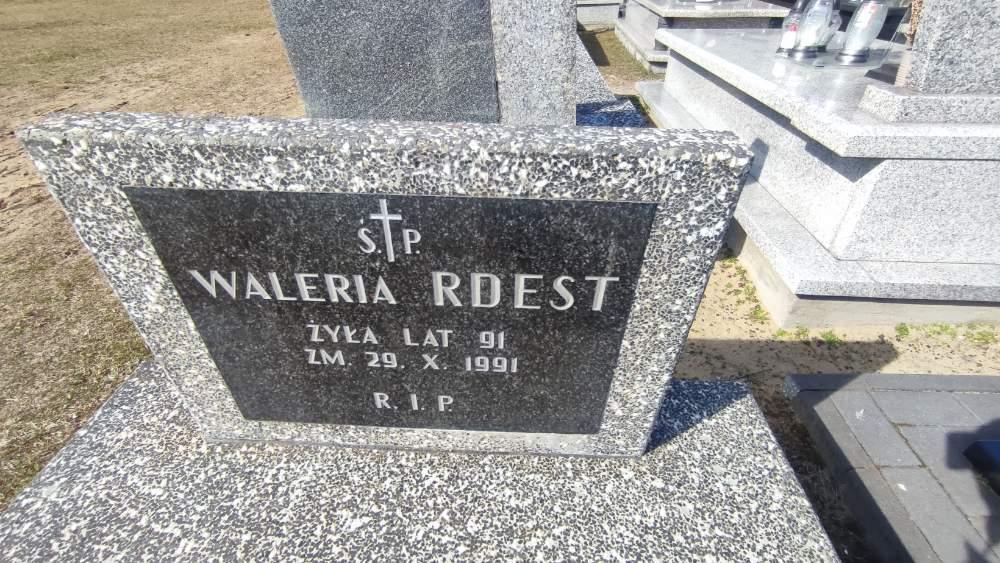 Ś.P.
WALERIA RDEST
ŻYŁA LAT 91
ZM. 29. X. 1991
R. I. P.